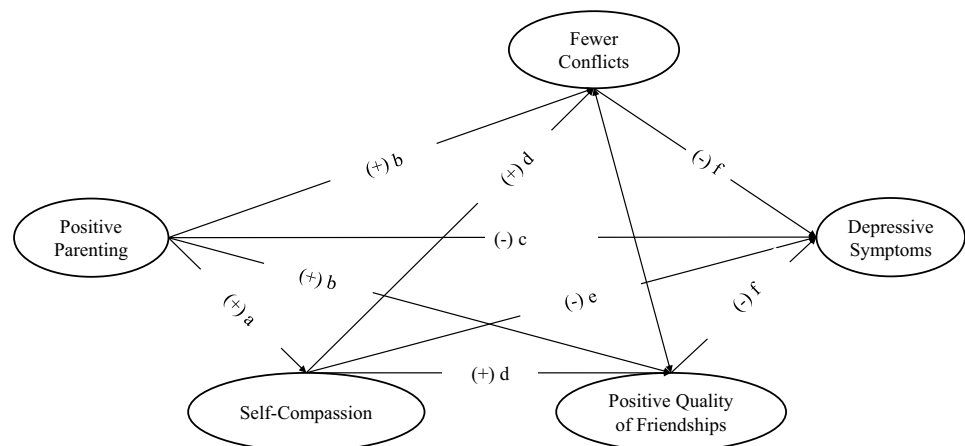 Fewer
Conflicts
(+) b
(+) d
(-) f
Positive
Parenting
(-) c
Depressive
Symptoms
(+) b
(+) a
(-) e
(-) f
(+) d
Self-Compassion
Positive Quality
of Friendships